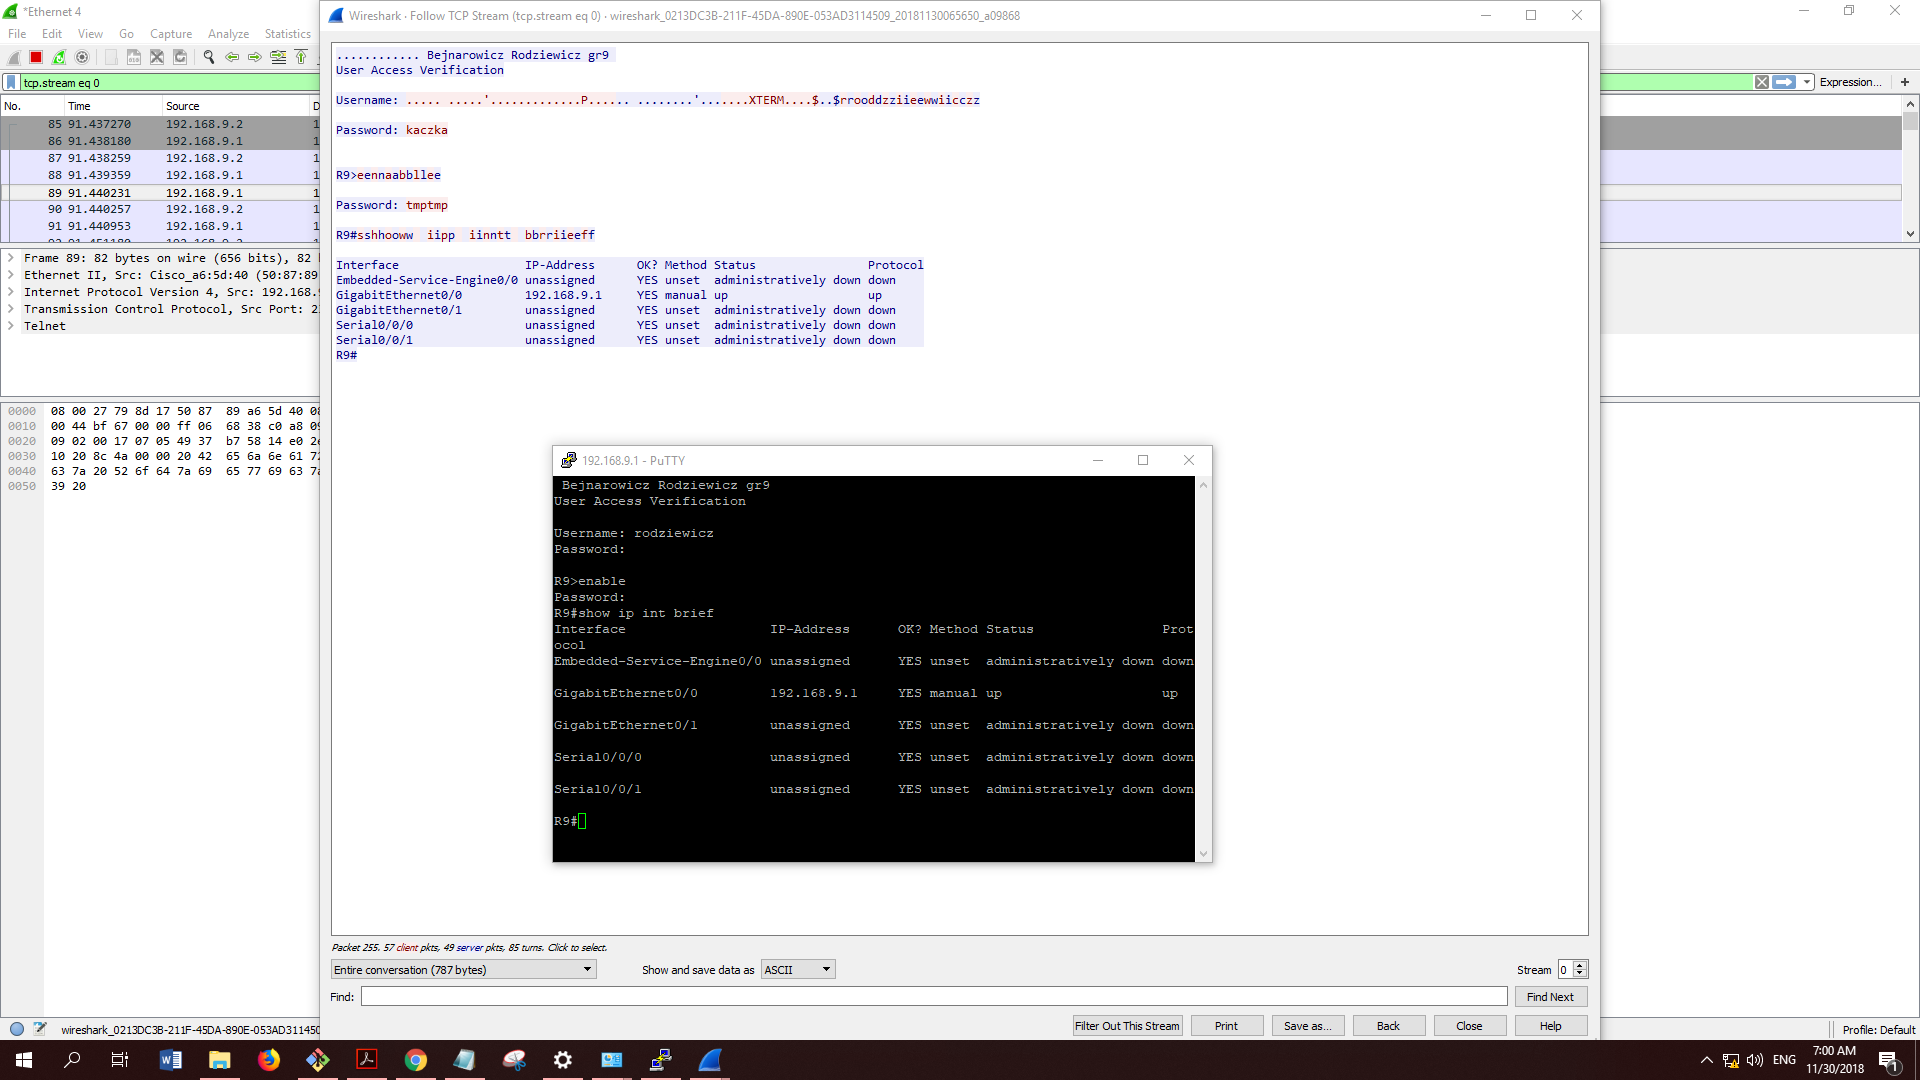 *Ethernet 4
File Edit View Go Capture Analyze Statistics
tcp.stream eq 0
Expression... +
No. Time Source D
85 91.437270 192.168.9.2 1
86 91.438180 192.168.9.1 1
87 91.438259 192.168.9.2 1
88 91.439359 192.168.9.1 1
89 91.440231 192.168.9.1 1
90 91.440257 192.168.9.2 1
91 91.440953 192.168.9.1 1
Frame 89: 82 bytes on wire (656 bits), 82
Ethernet II, Src: Cisco_a6:5d:40 (50:87:89
Internet Protocol Version 4, Src: 192.168.9
Transmission Control Protocol, Src Port: 2
Telnet
0000 08 00 27 79 8d 17 50 87 89 a6 5d 40 08
0010 00 44 bf 67 00 00 ff 06 68 38 c0 a8 09
0020 09 02 00 17 07 05 49 37 b7 58 14 e0 2e
0030 10 20 8c 4a 00 00 20 42 65 6a 6e 61 72
0040 63 7a 20 52 6f 64 7a 69 65 77 69 63 7a
0050 39 20
wireshark_0213DC3B-211F-45DA-890E-053AD311450
Profile: Default
Wireshark · Follow TCP Stream (tcp.stream eq 0) · wireshark_0213DC3B-211F-45DA-890E-053AD3114509_20181130065650_a09868
............ Bejnarowicz Rodziewicz gr9
User Access Verification
Username: ..... .....'.............P...... ........'.......XTERM....$..$rrooddzziieewwiicczz
Password: kaczka
R9>eennaabbllee
Password: tmptmp
R9#sshhooww iipp iinntt bbrriieeff
Interface IP-Address OK? Method Status Protocol
Embedded-Service-Engine0/0 unassigned YES unset administratively down down
GigabitEthernet0/0 192.168.9.1 YES manual up up
GigabitEthernet0/1 unassigned YES unset administratively down down
Serial0/0/0 unassigned YES unset administratively down down
Serial0/0/1 unassigned YES unset administratively down down
R9#
192.168.9.1 - PuTTY
Bejnarowicz Rodziewicz gr9
User Access Verification
Username: rodziewicz
Password:
R9>enable
Password:
R9#show ip int brief
Interface IP-Address OK? Method Status Prot
ocol
Embedded-Service-Engine0/0 unassigned YES unset administratively down down
GigabitEthernet0/0 192.168.9.1 YES manual up up
GigabitEthernet0/1 unassigned YES unset administratively down down
Serial0/0/0 unassigned YES unset administratively down down
Serial0/0/1 unassigned YES unset administratively down down
R9#
Packet 255. 57 client pkts, 49 server pkts, 85 turns. Click to select.
Entire conversation (787 bytes) Show and save data as ASCII Stream 0
Find: Find Next
Filter Out This Stream Print Save as... Back Close Help
ENG 7:00 AM
11/30/2018 1